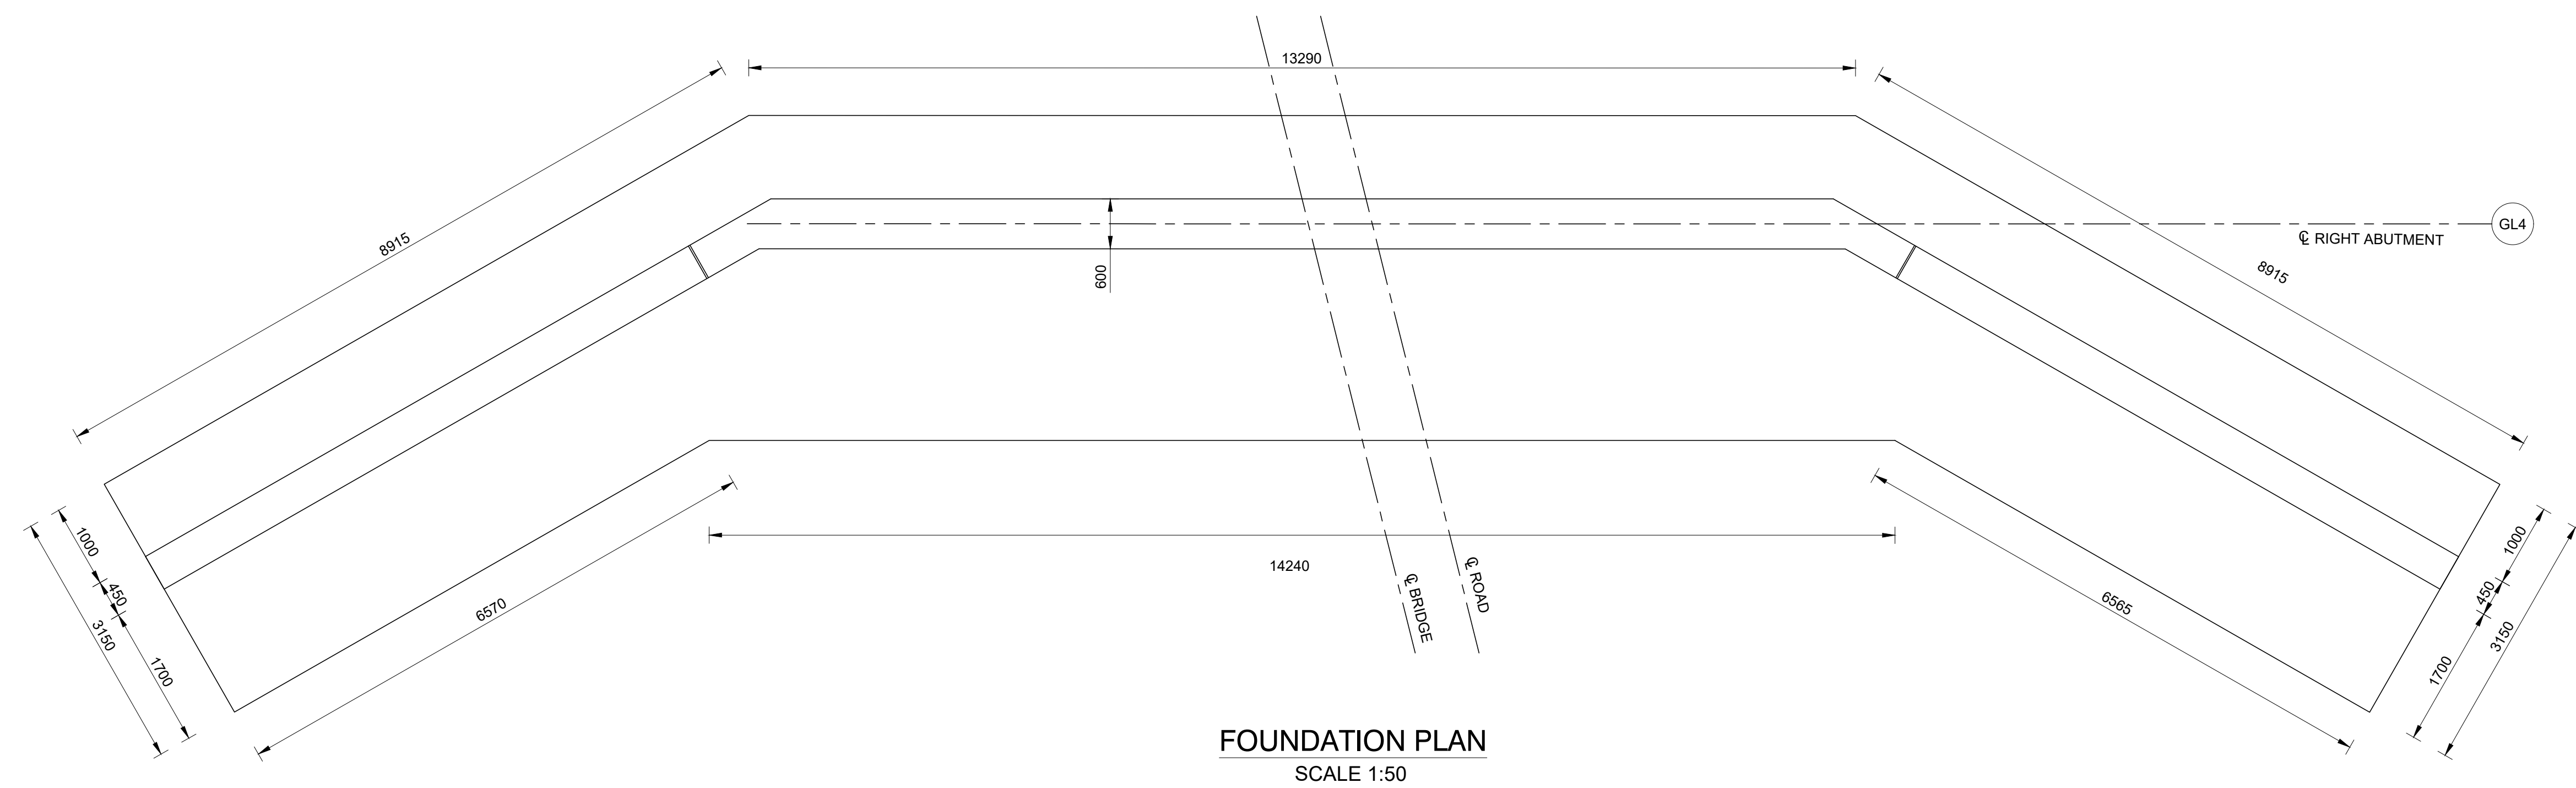 13290
8915
GL4
℄ RIGHT ABUTMENT
8915
600
1000
450
3150
1700
6570
14240
℄ BRIDGE
℄ ROAD
6565
1000
450
3150
1700
FOUNDATION PLAN
SCALE 1:50